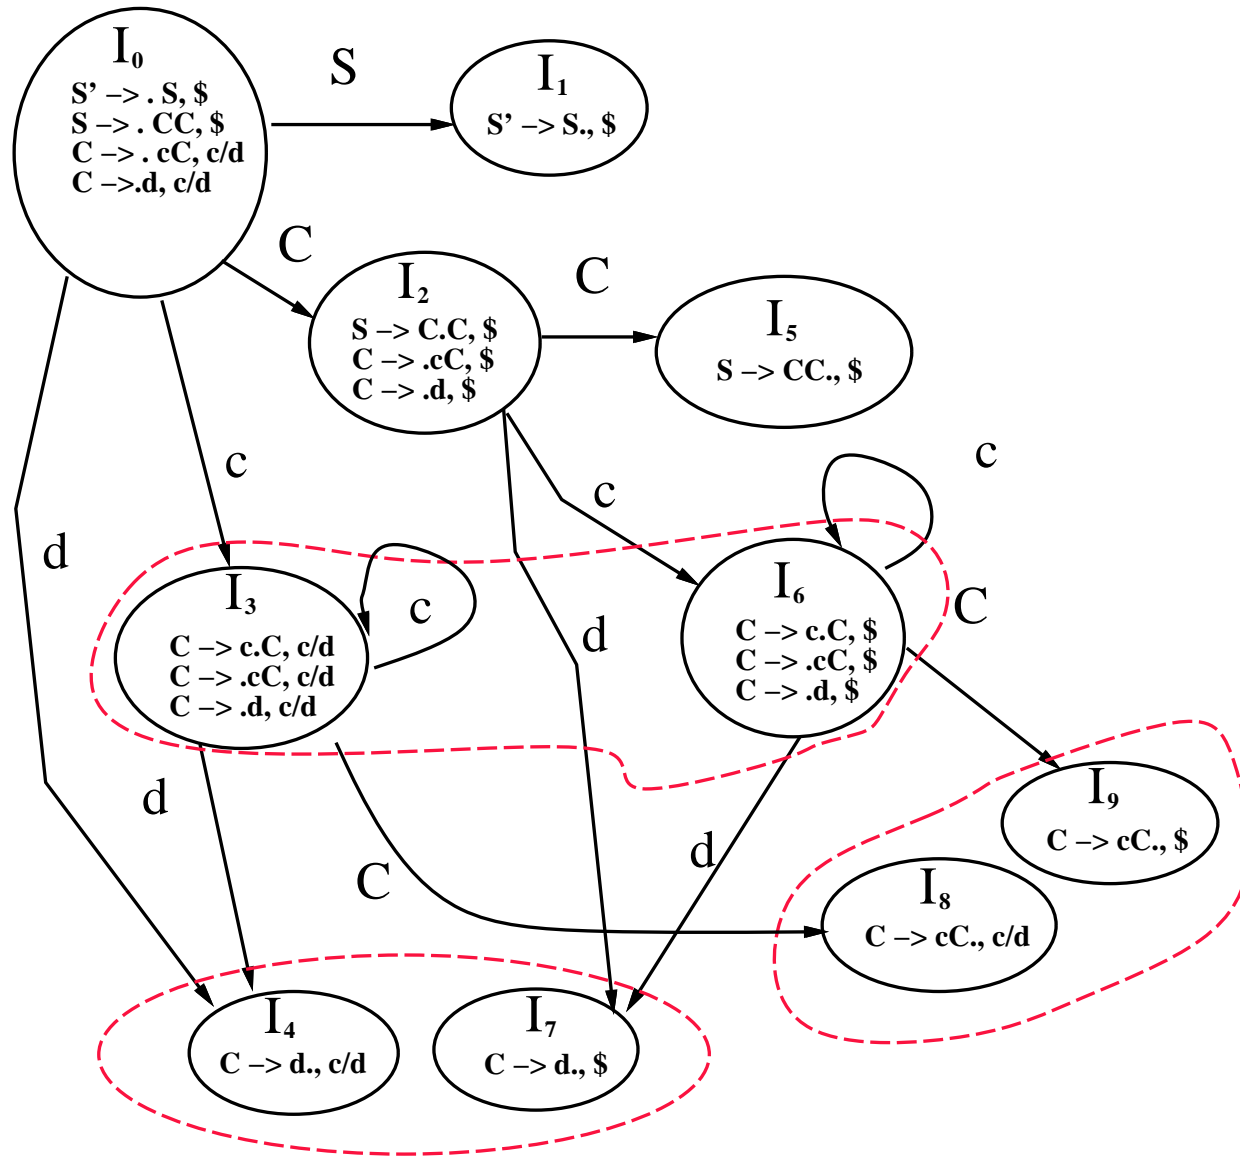 I₀
S’ –> . S, $
S –> . CC, $
C –> . cC, c/d
C –>.d, c/d
S
I₁
S’ –> S., $
C
I₂
S –> C.C, $
C –> .cC, $
C –> .d, $
C
I₅
S –> CC., $
c
d
c
d
c
I₃
C –> c.C, c/d
C –> .cC, c/d
C –> .d, c/d
c
I₆
C –> c.C, $
C –> .cC, $
C –> .d, $
C
d
C
d
I₉
C –> cC., $
I₈
C –> cC., c/d
I₄
C –> d., c/d
I₇
C –> d., $